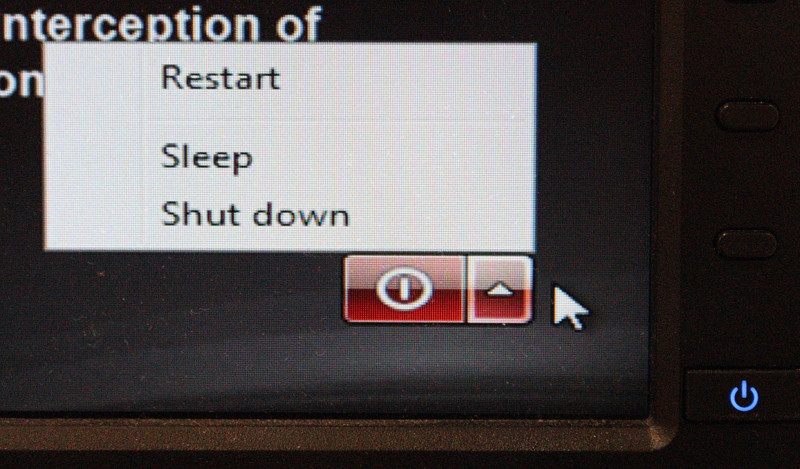 nterception of
on
Restart
Sleep
Shut down